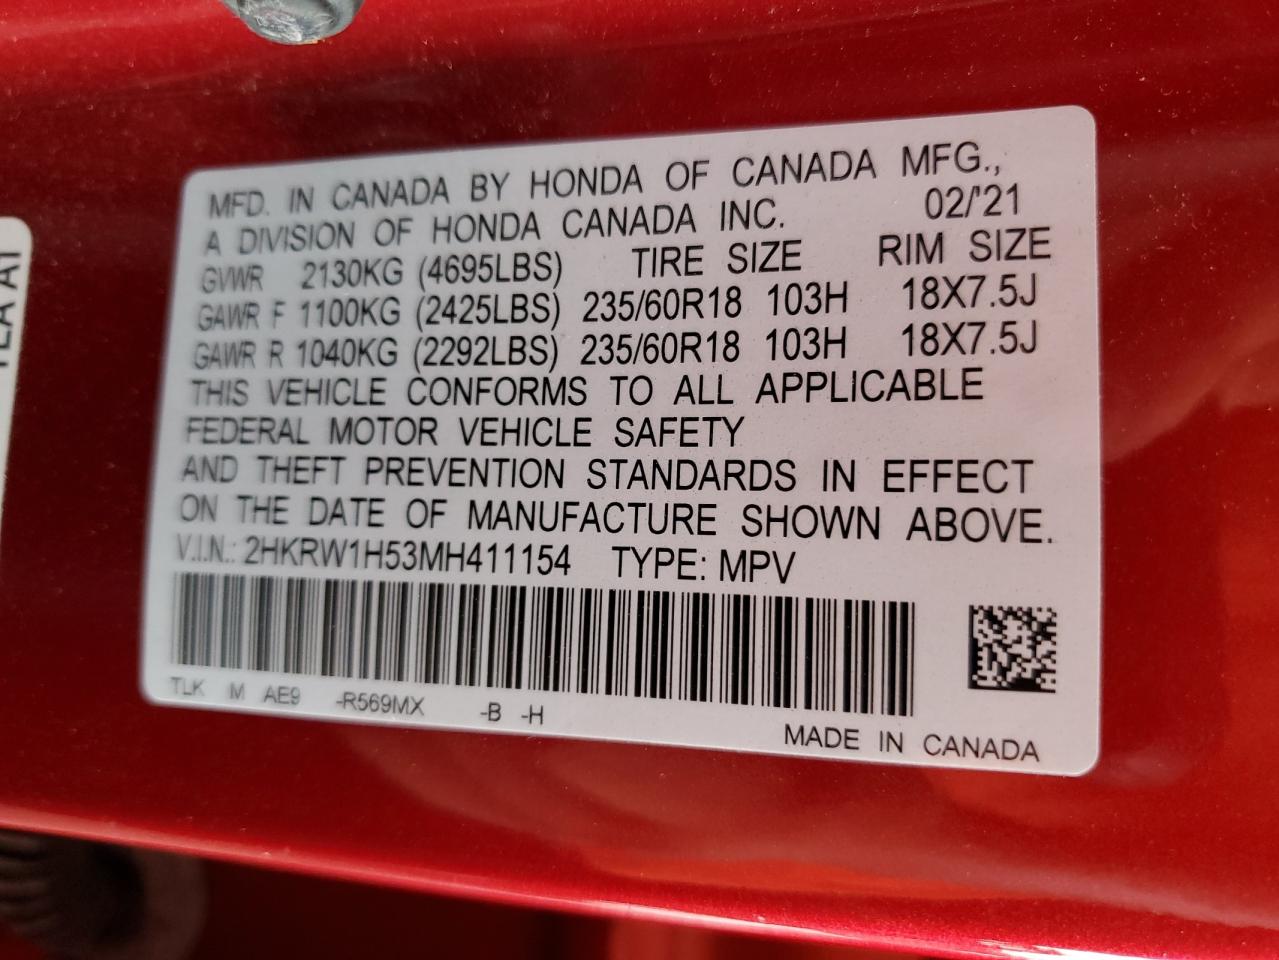 MFD. IN CANADA BY HONDA OF CANADA MFG.,
A DIVISION OF HONDA CANADA INC. 02/'21
GVWR 2130KG (4695LBS) TIRE SIZE RIM SIZE
GAWR F 1100KG (2425LBS) 235/60R18 103H 18X7.5J
GAWR R 1040KG (2292LBS) 235/60R18 103H 18X7.5J
THIS VEHICLE CONFORMS TO ALL APPLICABLE
FEDERAL MOTOR VEHICLE SAFETY
AND THEFT PREVENTION STANDARDS IN EFFECT
ON THE DATE OF MANUFACTURE SHOWN ABOVE.
V.I.N.: 2HKRW1H53MH411154 TYPE: MPV
TLK M AE9 -R569MX -B -H
MADE IN CANADA